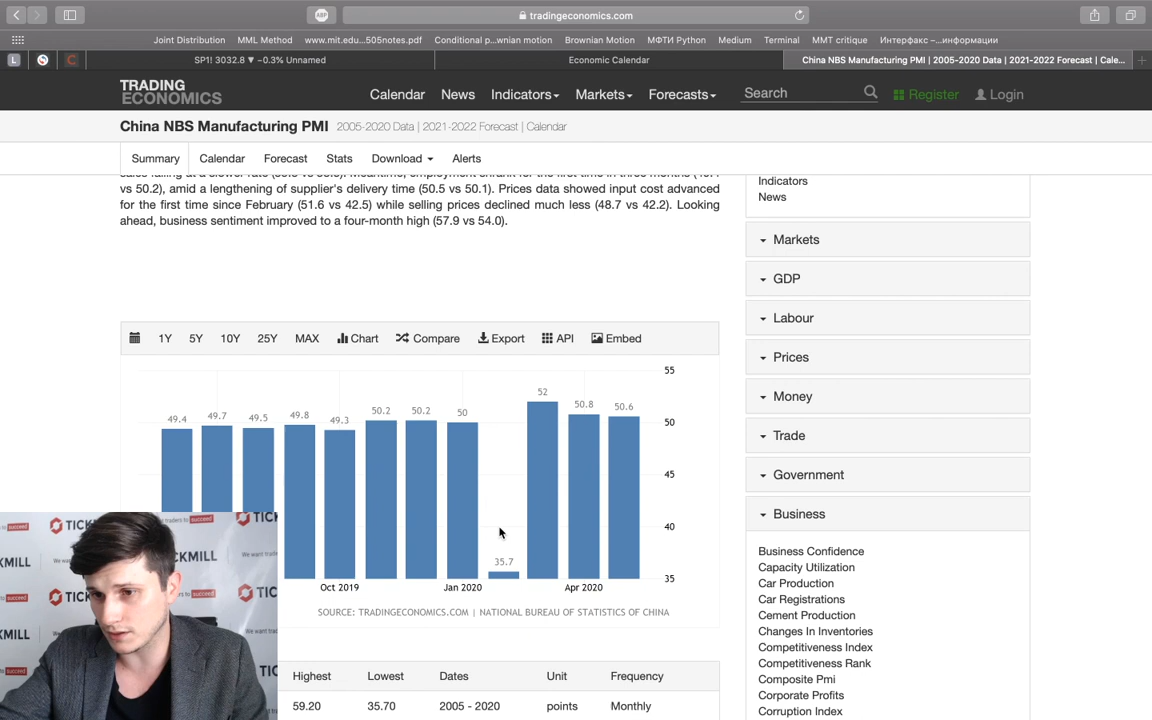 ABP
tradingeconomics.com
Joint Distribution MML Method www.mit.edu...505notes.pdf Conditional p...wnian motion Brownian Motion МФТИ Python Medium Terminal MMT critique Интерфакс –...информации
L C SP1! 3032.8 ▼ −0.3% Unnamed Economic Calendar China NBS Manufacturing PMI | 2005-2020 Data | 2021-2022 Forecast | Cale...
TRADING
ECONOMICS
Calendar News Indicators Markets Forecasts Search Register Login
China NBS Manufacturing PMI 2005-2020 Data | 2021-2022 Forecast | Calendar
Summary Calendar Forecast Stats Download Alerts
vs 50.2), amid a lengthening of supplier's delivery time (50.5 vs 50.1). Prices data showed input cost advanced
for the first time since February (51.6 vs 42.5) while selling prices declined much less (48.7 vs 42.2). Looking
ahead, business sentiment improved to a four-month high (57.9 vs 54.0).
1Y 5Y 10Y 25Y MAX Chart Compare Export API Embed
55
50
45
40
35
49.4 49.7 49.5 49.8 49.3 50.2 50.2 50 35.7 52 50.8 50.6
Oct 2019 Jan 2020 Apr 2020
SOURCE: TRADINGECONOMICS.COM | NATIONAL BUREAU OF STATISTICS OF CHINA
Highest Lowest Dates Unit Frequency
59.20 35.70 2005 - 2020 points Monthly
Indicators
News
Markets
GDP
Labour
Prices
Money
Trade
Government
Business
Business Confidence
Capacity Utilization
Car Production
Car Registrations
Cement Production
Changes In Inventories
Competitiveness Index
Competitiveness Rank
Composite Pmi
Corporate Profits
Corruption Index